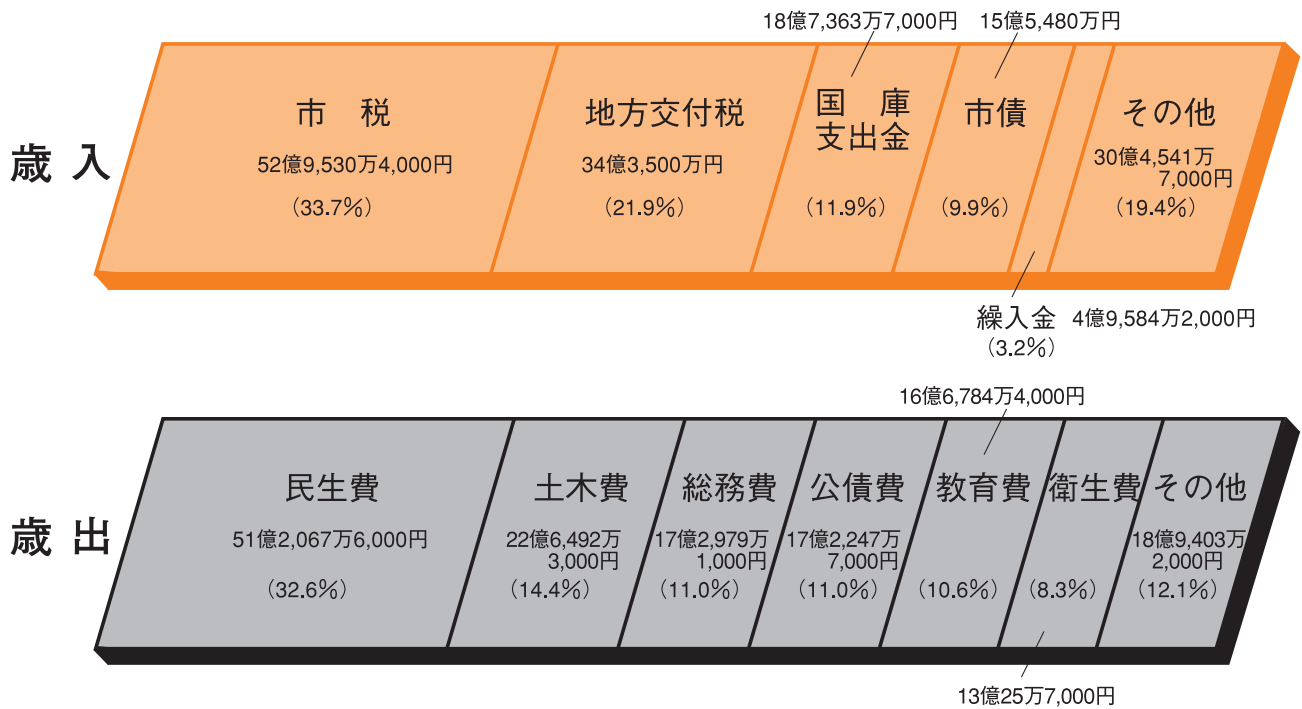 18億7,363万7,000円
15億5,480万円
歳入
市税
52億9,530万4,000円
(33.7%)
地方交付税
34億3,500万円
(21.9%)
国庫
支出金
(11.9%)
市債
(9.9%)
その他
30億4,541万
7,000円
(19.4%)
繰入金 4億9,584万2,000円
(3.2%)
16億6,784万4,000円
歳出
民生費
51億2,067万6,000円
(32.6%)
土木費
22億6,492万
3,000円
(14.4%)
総務費
17億2,979万
1,000円
(11.0%)
公債費
17億2,247万
7,000円
(11.0%)
教育費
(10.6%)
衛生費
(8.3%)
その他
18億9,403万
2,000円
(12.1%)
13億25万7,000円